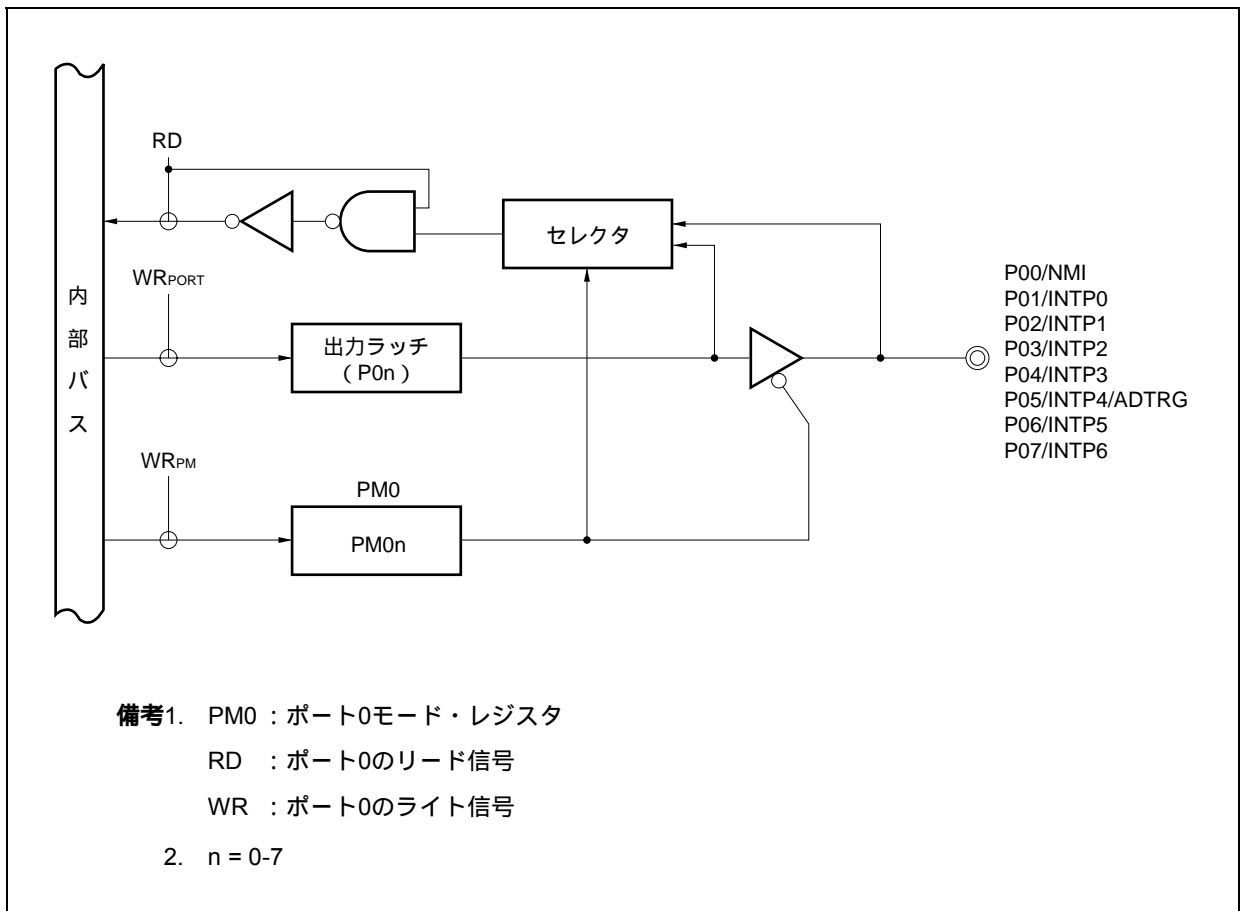 RD
セレクタ
WRPORT
内部バス
出力ラッチ
（P0n）
P00/NMI
P01/INTP0
P02/INTP1
P03/INTP2
P04/INTP3
P05/INTP4/ADTRG
P06/INTP5
P07/INTP6
WRPM
PM0
PM0n
備考1. PM0：ポート0モード・レジスタ
RD ：ポート0のリード信号
WR ：ポート0のライト信号
2. n = 0-7